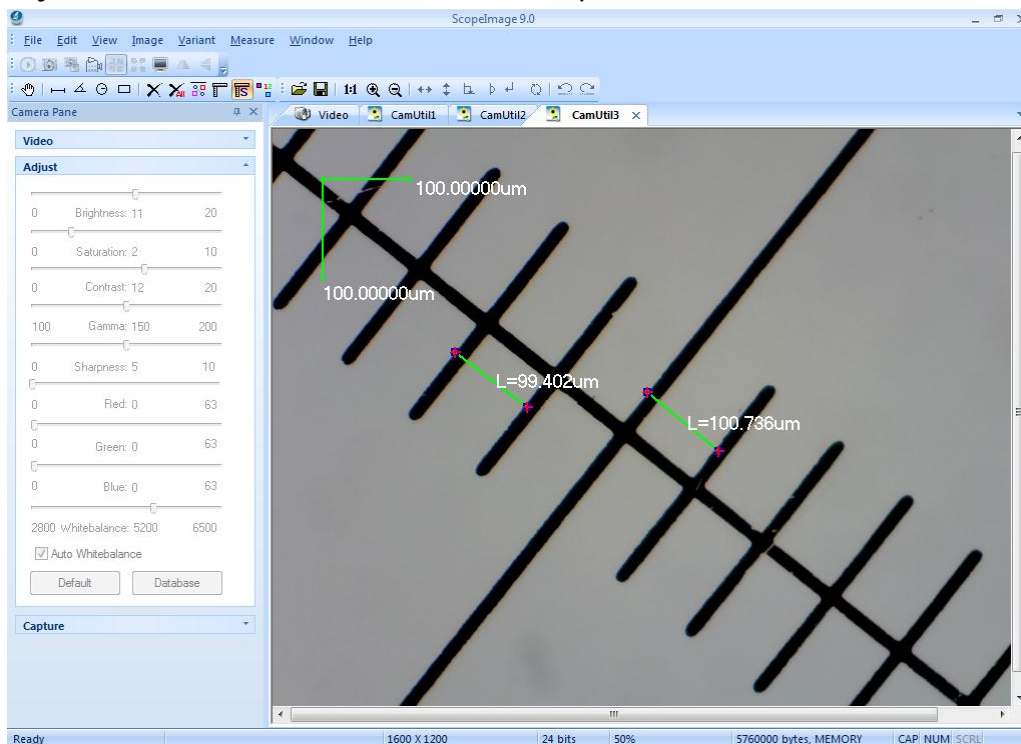 ScopeImage 9.0
File Edit View Image Variant Measure Window Help
1:1
Camera Pane
Video CamUtil1 CamUtil2 CamUtil3
Video
Adjust
0 Brightness: 11 20
0 Saturation: 2 10
0 Contrast: 12 20
100 Gamma: 150 200
0 Sharpness: 5 10
0 Red: 0 63
0 Green: 0 63
0 Blue: 0 63
2800 Whitebalance: 5200 6500
Auto Whitebalance
Default Database
Capture
100.00000um
100.00000um
L=99.402um
L=100.736um
Ready 1600 X 1200 24 bits 50% 5760000 bytes, MEMORY CAP NUM SCRL